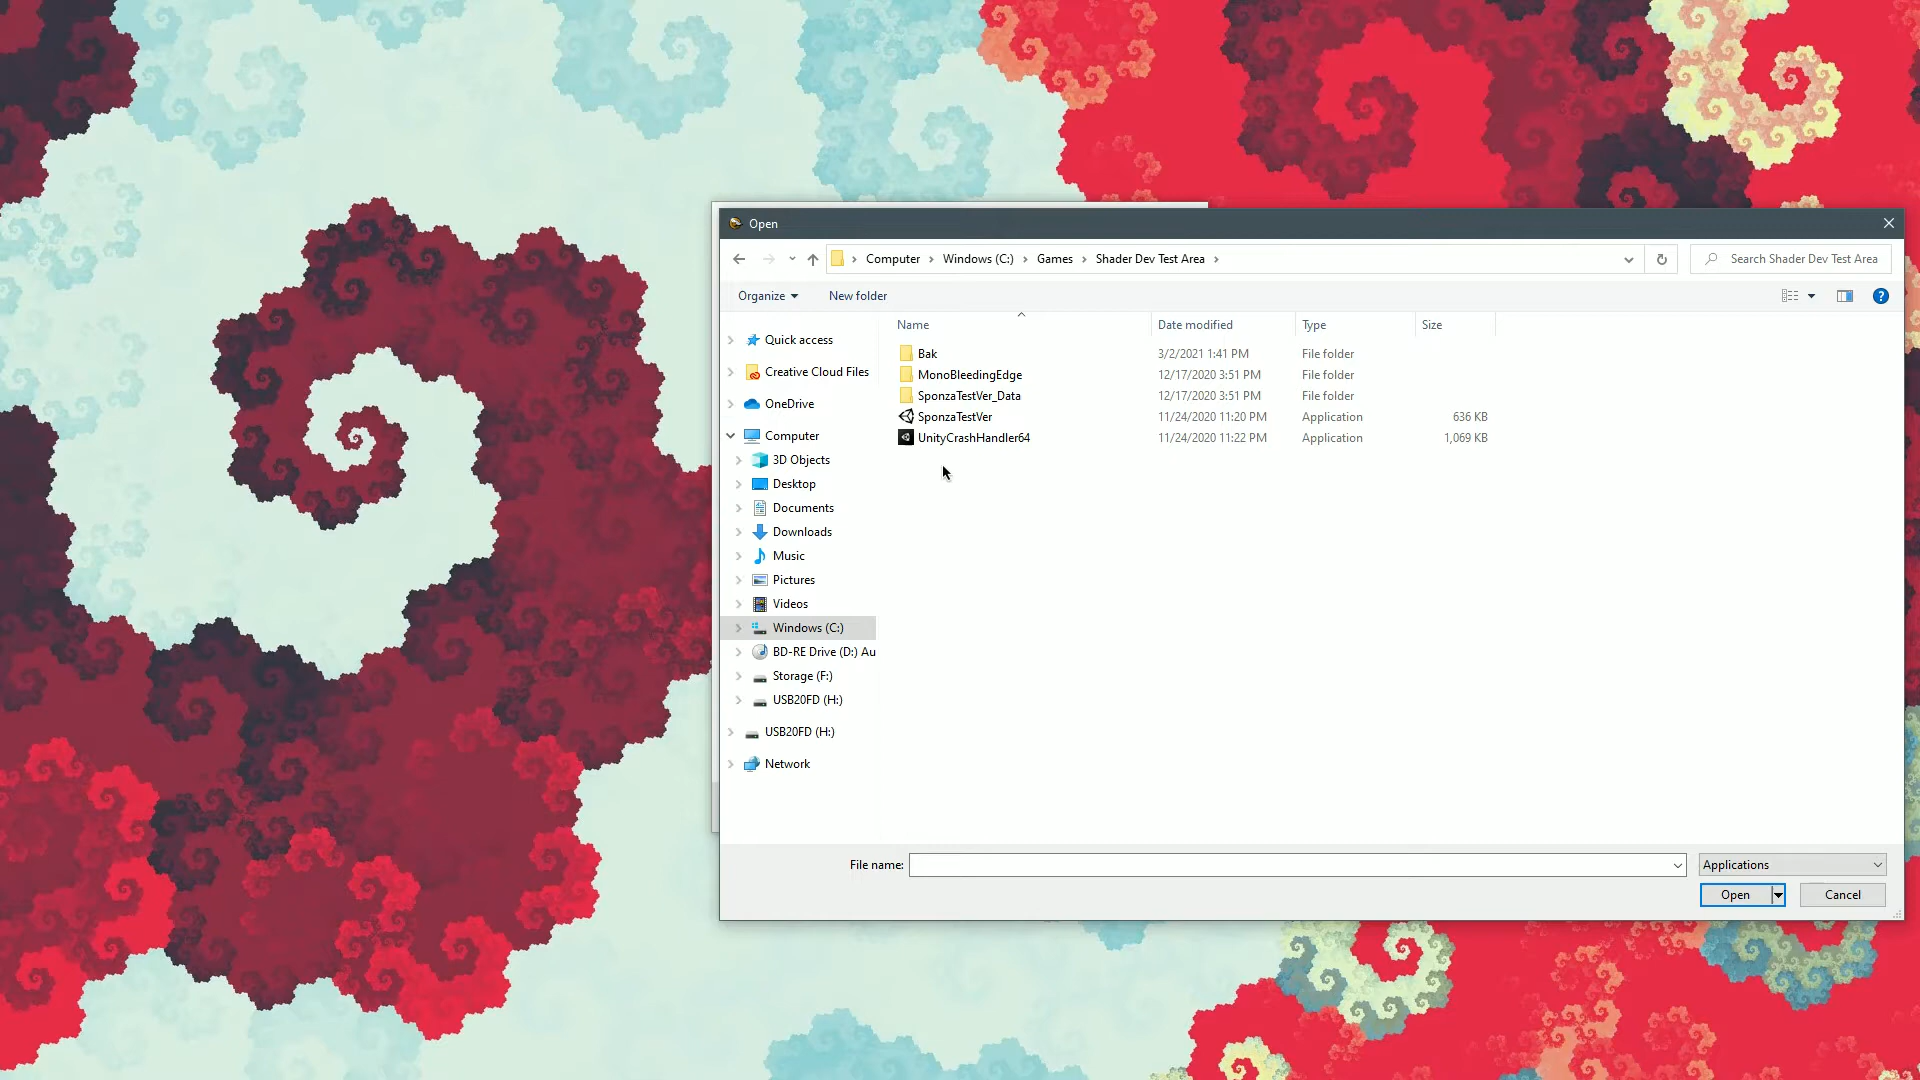 Open
Computer Windows (C:) Games Shader Dev Test Area
Search Shader Dev Test Area
Organize New folder
Name Date modified Type Size
Quick access
Creative Cloud Files
OneDrive
Computer
3D Objects
Desktop
Documents
Downloads
Music
Pictures
Videos
Windows (C:)
BD-RE Drive (D:) Au
Storage (F:)
USB20FD (H:)
USB20FD (H:)
Network
Bak 3/2/2021 1:41 PM File folder
MonoBleedingEdge 12/17/2020 3:51 PM File folder
SponzaTestVer_Data 12/17/2020 3:51 PM File folder
SponzaTestVer 11/24/2020 11:20 PM Application 636 KB
UnityCrashHandler64 11/24/2020 11:22 PM Application 1,069 KB
File name:
Applications
Open Cancel